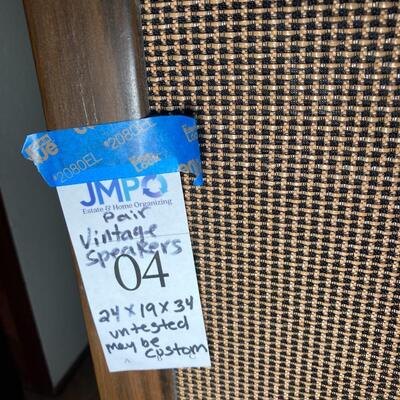 #2080EL
JMPO
Estate & Home Organizing
pair
Vintage
Speakers
04
24 x 19 x 34
untested
may be
custom